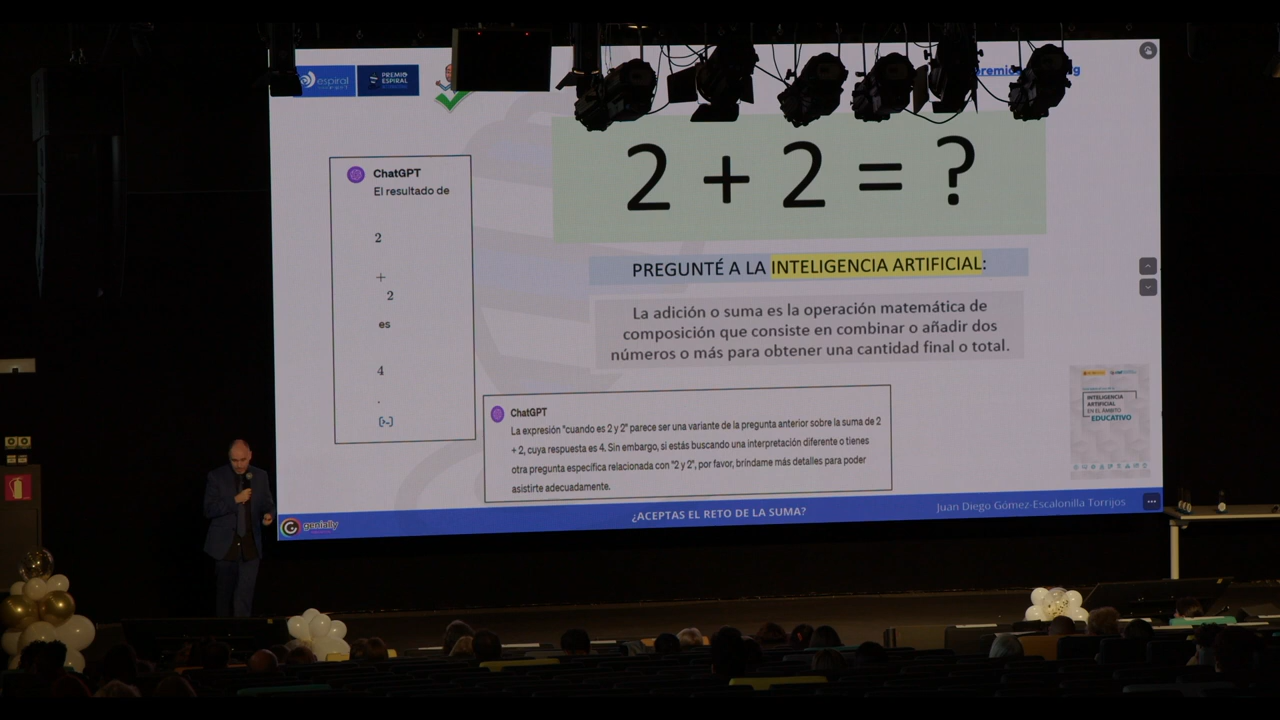 espiral
PREMIO
ESPIRAL
2 + 2 = ?
ChatGPT
El resultado de
2
+
2
es
4
.
[>-]
PREGUNTÉ A LA INTELIGENCIA ARTIFICIAL:
La adición o suma es la operación matemática de
composición que consiste en combinar o añadir dos
números o más para obtener una cantidad final o total.
ChatGPT
La expresión "cuando es 2 y 2" parece ser una variante de la pregunta anterior sobre la suma de 2
+ 2, cuya respuesta es 4. Sin embargo, si estás buscando una interpretación diferente o tienes
otra pregunta específica relacionada con "2 y 2", por favor, bríndame más detalles para poder
asistirte adecuadamente.
INTELIGENCIA
ARTIFICIAL
EN EL ÁMBITO
EDUCATIVO
genially
¿ACEPTAS EL RETO DE LA SUMA?
Juan Diego Gómez-Escalonilla Torrijos